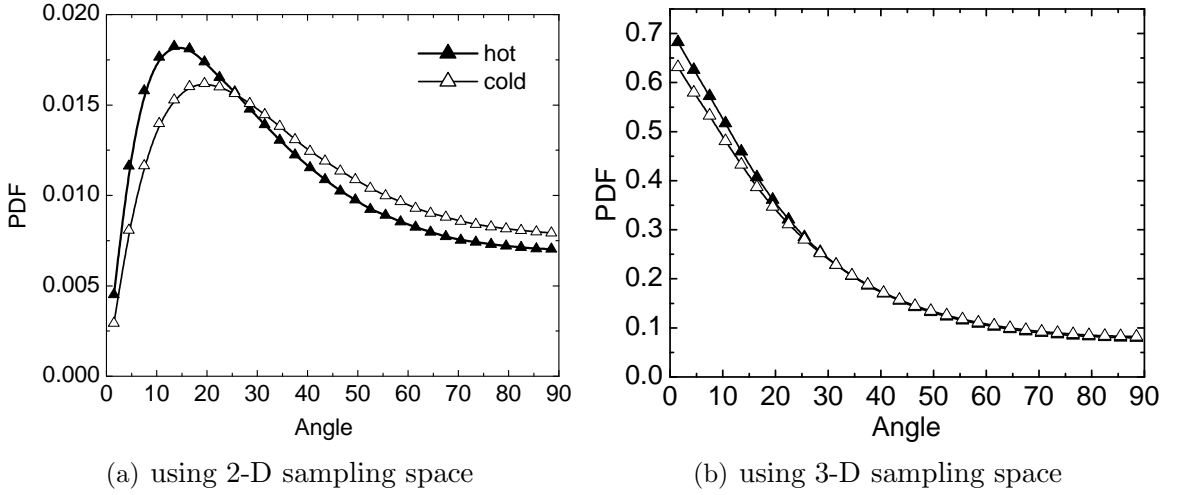 0.020
0.015
0.010
0.005
0.000
PDF
hot
cold
0 10 20 30 40 50 60 70 80 90
Angle
(a) using 2-D sampling space
0.7
0.6
0.5
0.4
0.3
0.2
0.1
0.0
PDF
0 10 20 30 40 50 60 70 80 90
Angle
(b) using 3-D sampling space